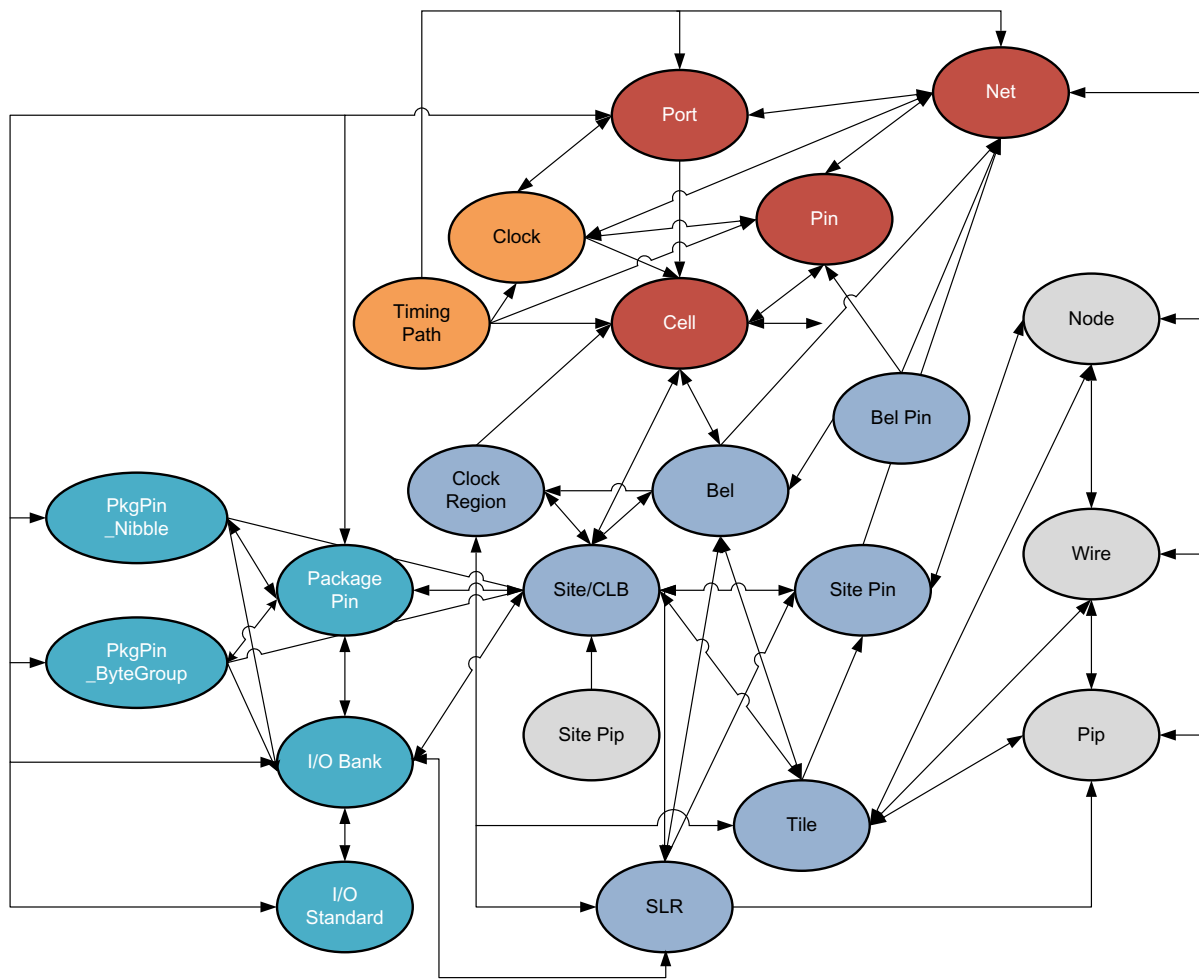 Net
Port
Pin
Clock
Timing
Path
Cell
Node
Bel Pin
Clock
Region
Bel
PkgPin
_Nibble
Wire
Package
Pin
Site/CLB
Site Pin
PkgPin
_ByteGroup
Site Pip
Pip
I/O Bank
Tile
I/O
Standard
SLR